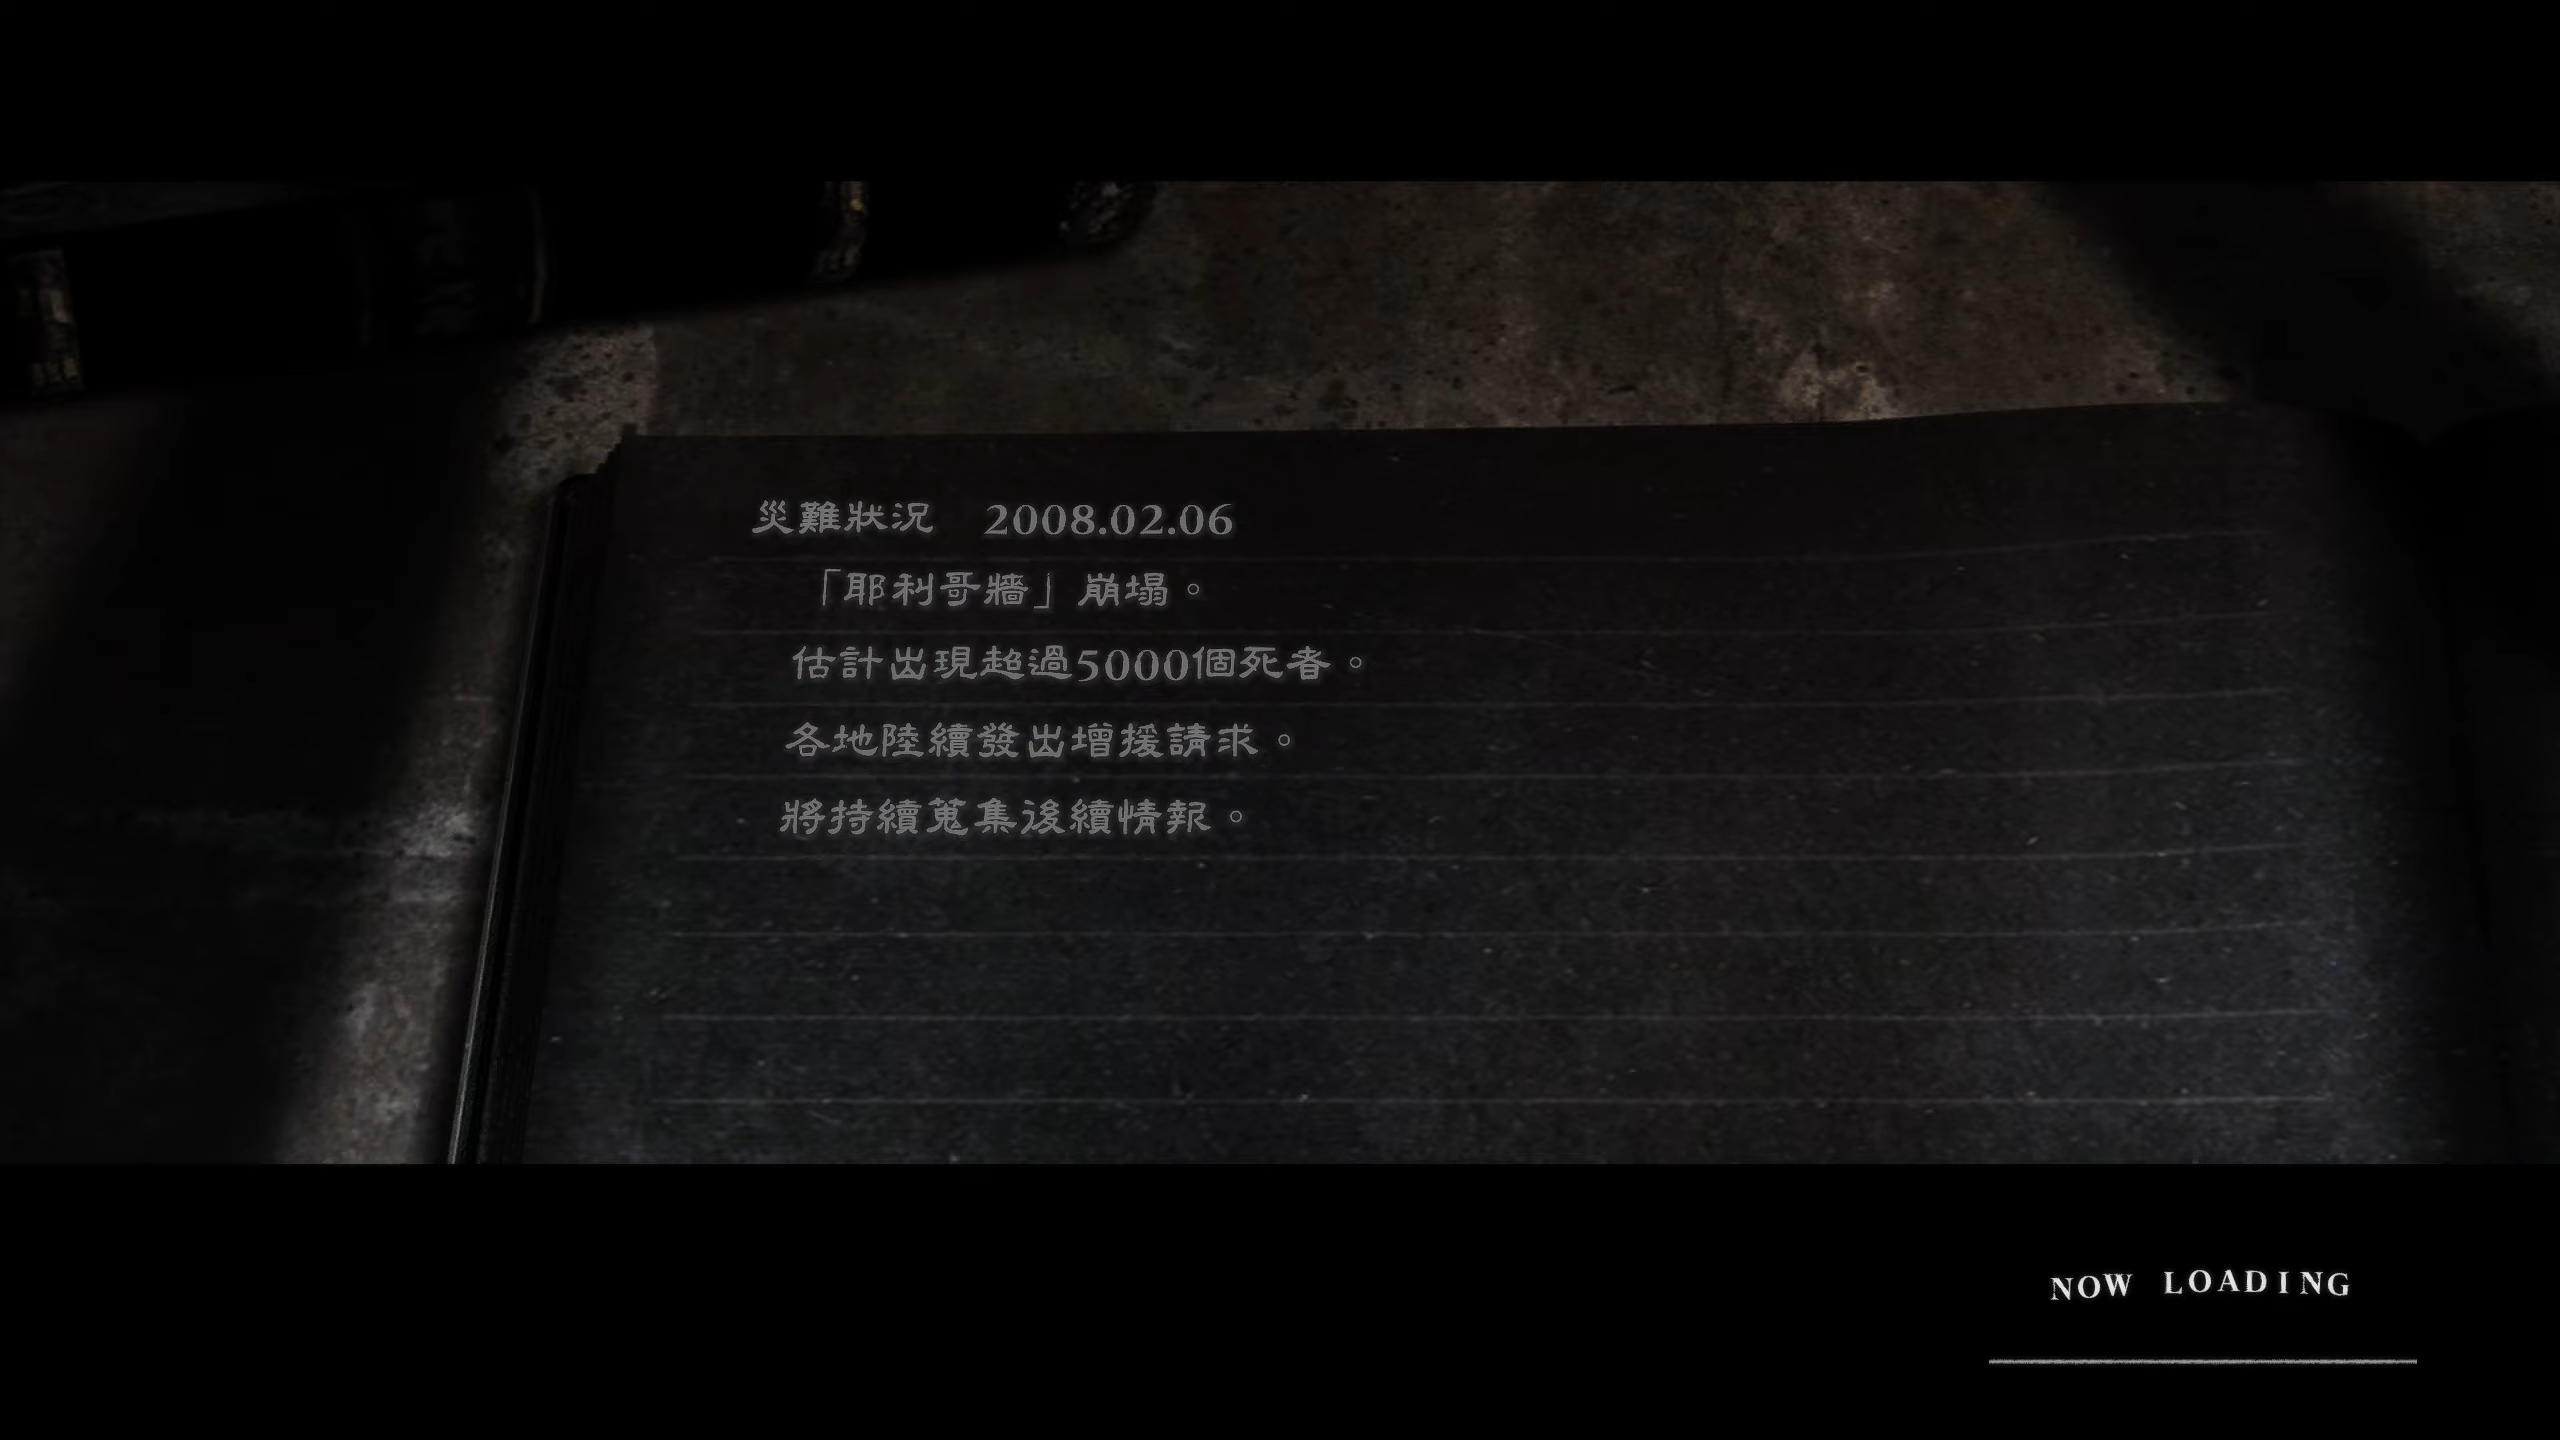 災難狀況　2008.02.06
「耶利哥牆」崩塌。
估計出現超過5000個死者。
各地陸續發出增援請求。
將持續蒐集後續情報。
NOW LOADING